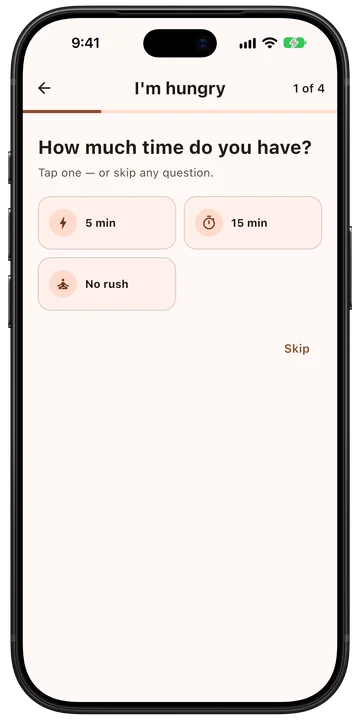 9:41
I'm hungry
1 of 4
How much time do you have?
Tap one — or skip any question.
5 min
15 min
No rush
Skip